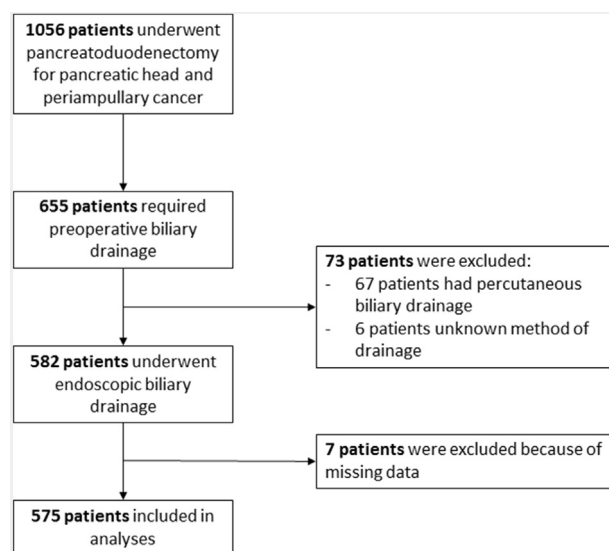 1056 patients underwent
pancreatoduodenectomy
for pancreatic head and
periampullary cancer
655 patients required
preoperative biliary
drainage
73 patients were excluded:
- 67 patients had percutaneous
biliary drainage
- 6 patients unknown method of
drainage
582 patients underwent
endoscopic biliary
drainage
7 patients were excluded because of
missing data
575 patients included in
analyses